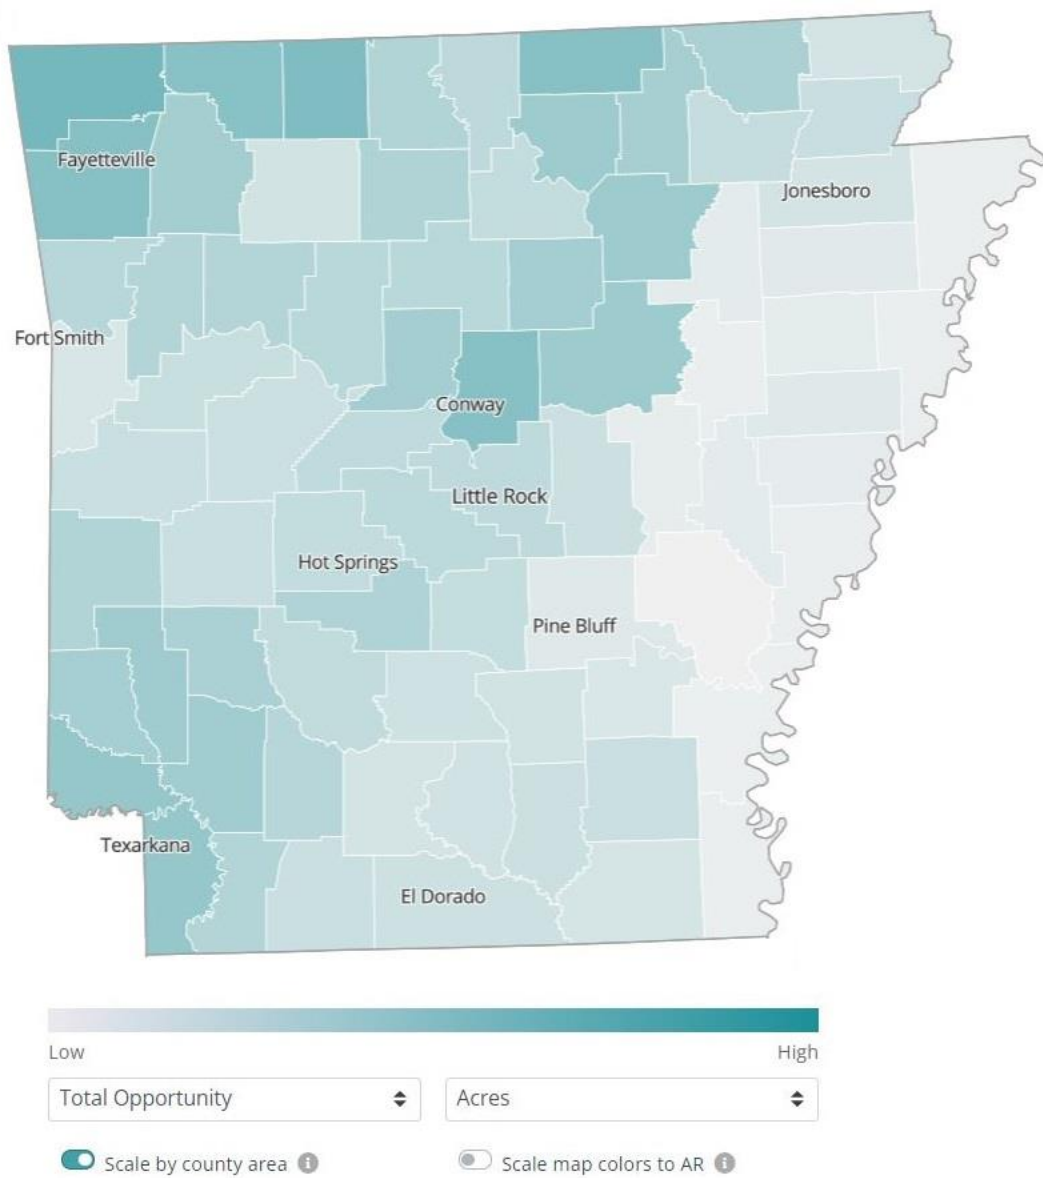 Fayetteville
Jonesboro
Fort Smith
Conway
Little Rock
Hot Springs
Pine Bluff
Texarkana
El Dorado
Low High
Total Opportunity Acres
Scale by county area Scale map colors to AR